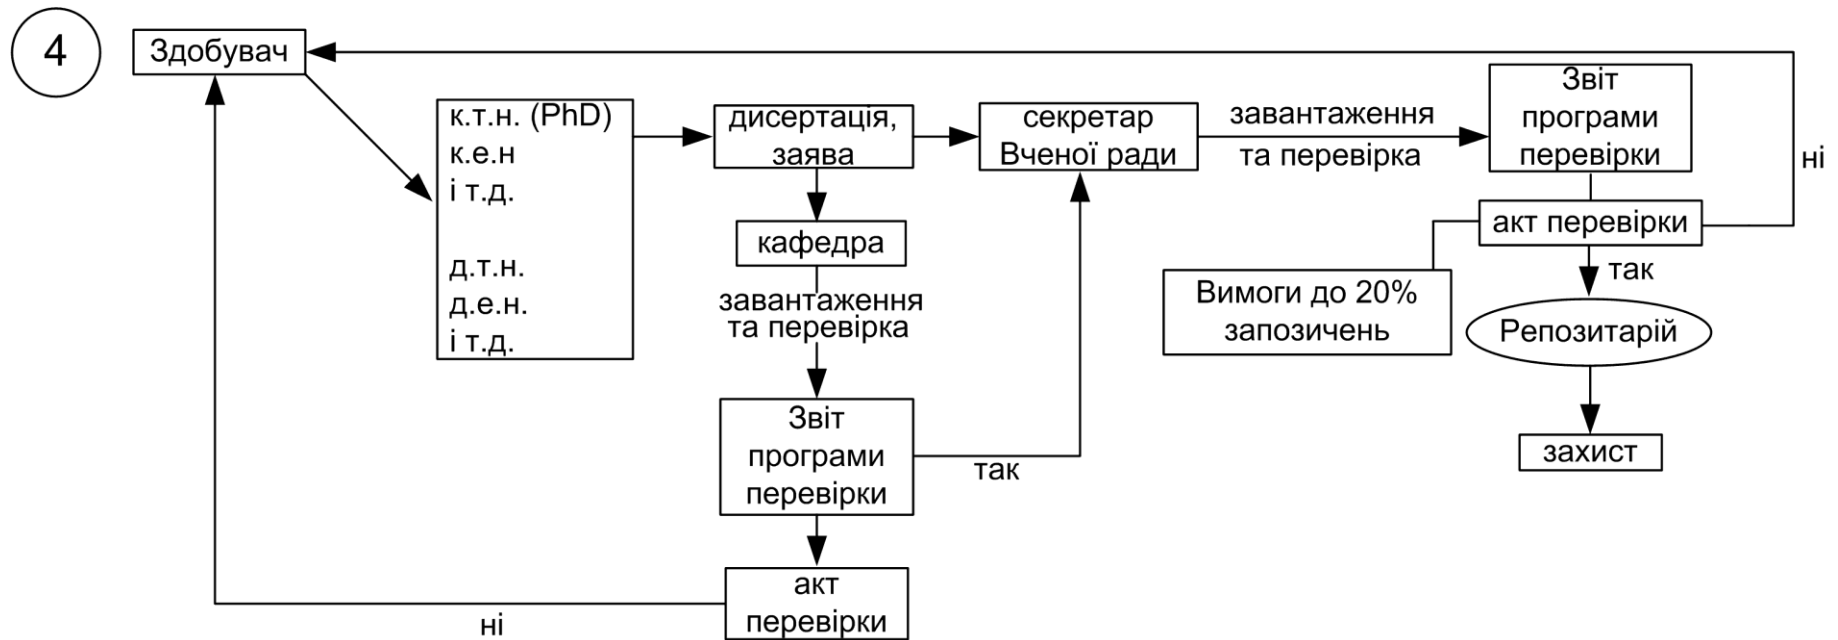 4
Здобувач
к.т.н. (PhD)
к.е.н
і т.д.
д.т.н.
д.е.н.
і т.д.
дисертація,
заява
кафедра
завантаження
та перевірка
Звіт
програми
перевірки
так
акт
перевірки
ні
секретар
Вченої ради
завантаження
та перевірка
Звіт
програми
перевірки
ні
акт перевірки
так
Вимоги до 20%
запозичень
Репозитарій
захист